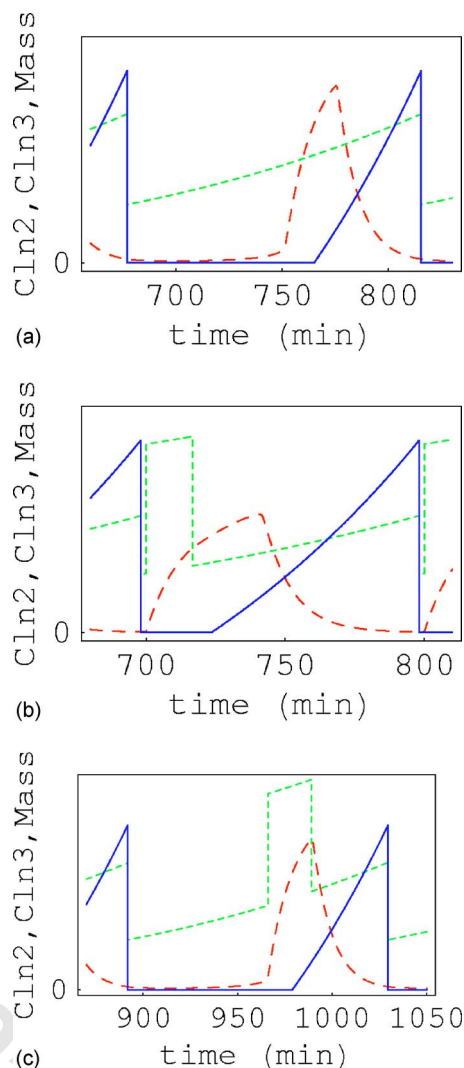 Cln2, Cln3, Mass
0
700 750 800
time (min)
(a)
Cln2, Cln3, Mass
0
700 750 800
time (min)
(b)
Cln2, Cln3, Mass
0
900 950 1000 1050
time (min)
(c)